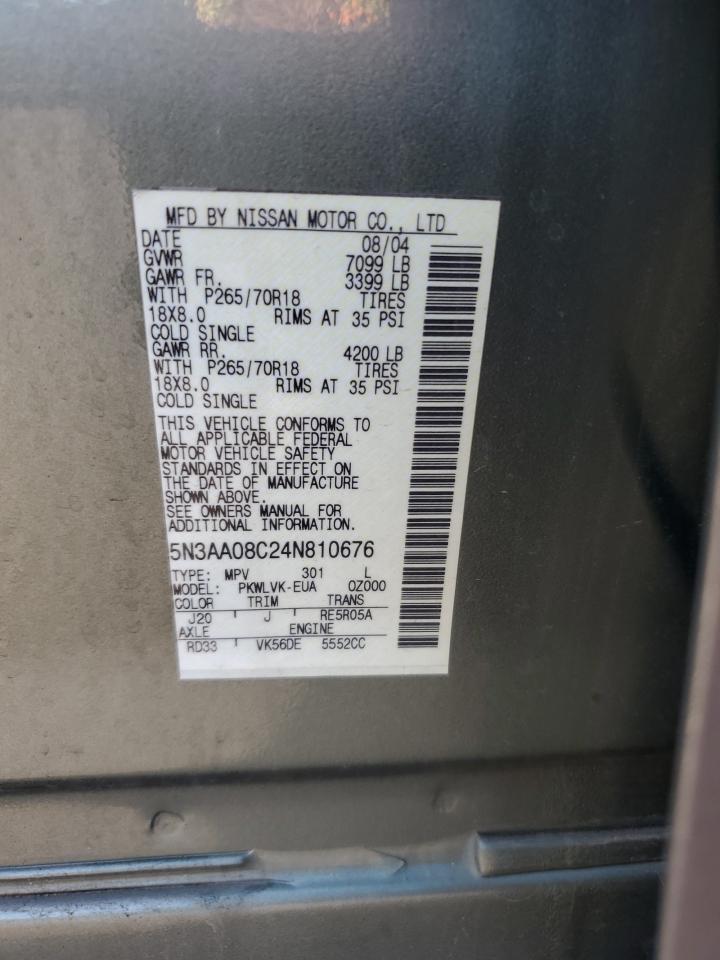 MFD BY NISSAN MOTOR CO., LTD
DATE 08/04
GVWR 7099 LB
GAWR FR. 3399 LB
WITH P265/70R18 TIRES
18X8.0 RIMS AT 35 PSI
COLD SINGLE
GAWR RR. 4200 LB
WITH P265/70R18 TIRES
18X8.0 RIMS AT 35 PSI
COLD SINGLE
THIS VEHICLE CONFORMS TO
ALL APPLICABLE FEDERAL
MOTOR VEHICLE SAFETY
STANDARDS IN EFFECT ON
THE DATE OF MANUFACTURE
SHOWN ABOVE.
SEE OWNERS MANUAL FOR
ADDITIONAL INFORMATION.
5N3AA08C24N810676
TYPE: MPV 301 L
MODEL: PKWLVK-EUA 0Z000
COLOR TRIM TRANS
J20 J RE5R05A
AXLE ENGINE
RD33 VK56DE 5552CC